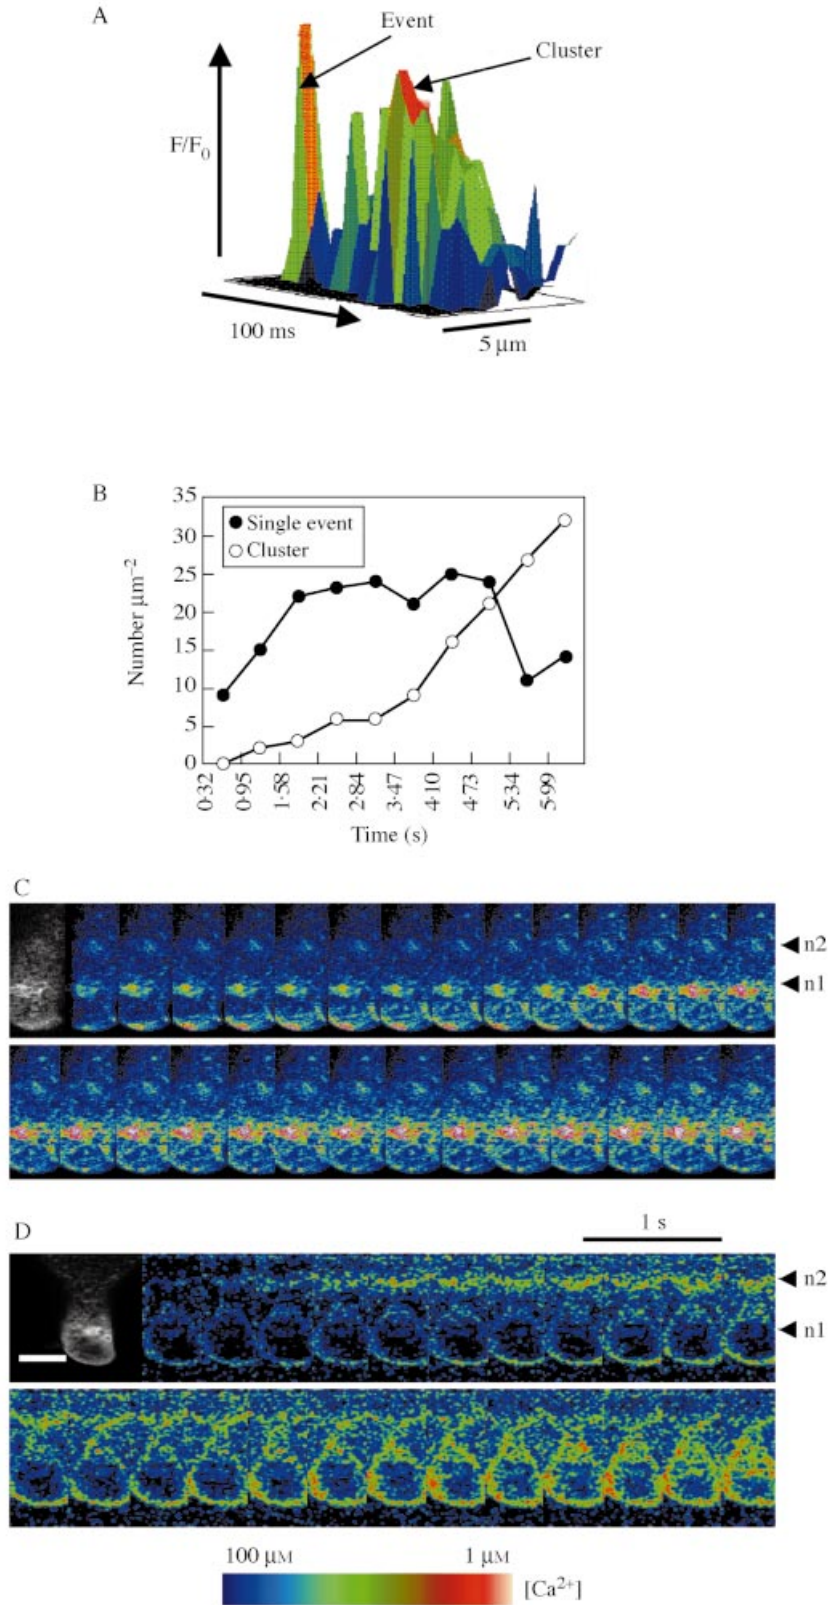 A
Event
Cluster
F/F₀
100 ms
5 μm
B
35
30
25
20
15
10
5
0
Number μm⁻²
Single event
Cluster
0·32
0·95
1·58
2·21
2·84
3·47
4·10
4·73
5·34
5·99
Time (s)
C
n2
n1
D
1 s
n2
n1
100 μM
1 μM
[Ca²⁺]